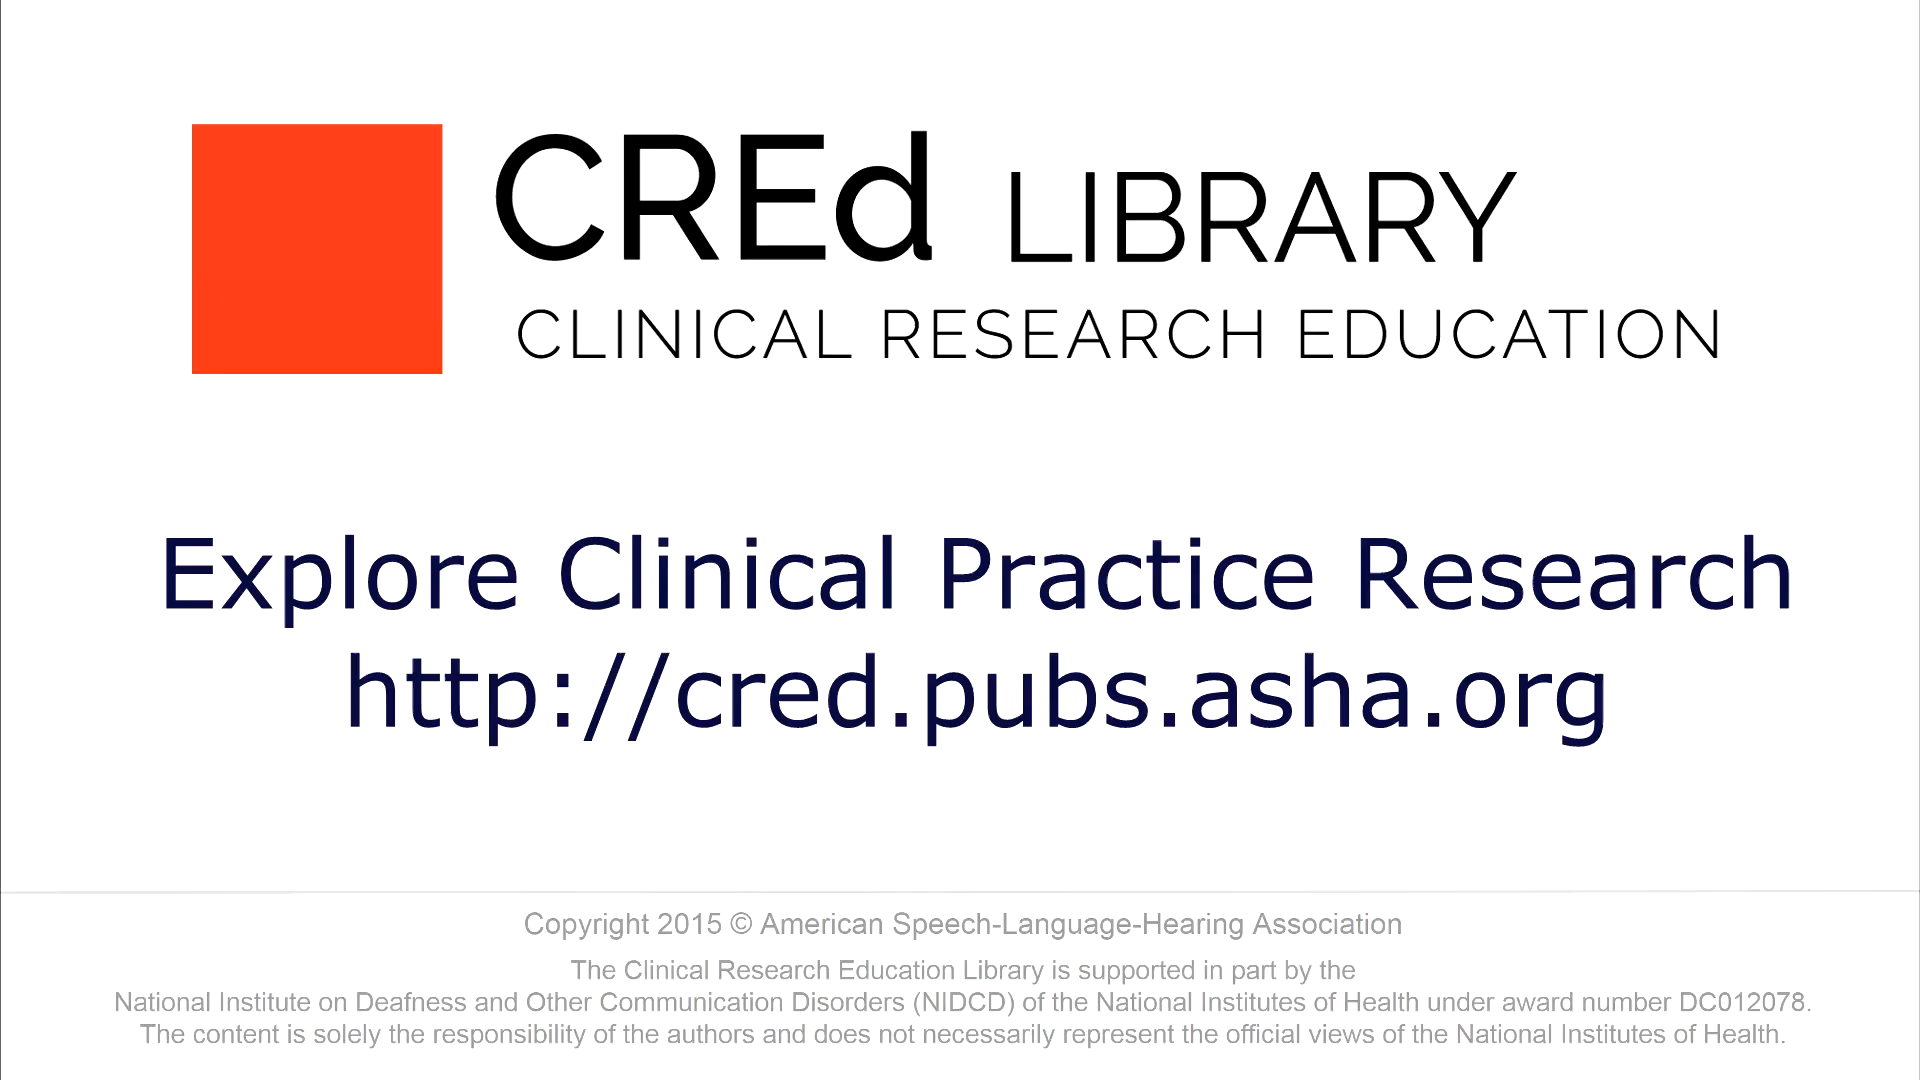 CREd LIBRARY
CLINICAL RESEARCH EDUCATION
Explore Clinical Practice Research
http://cred.pubs.asha.org
Copyright 2015 © American Speech-Language-Hearing Association
The Clinical Research Education Library is supported in part by the
National Institute on Deafness and Other Communication Disorders (NIDCD) of the National Institutes of Health under award number DC012078.
The content is solely the responsibility of the authors and does not necessarily represent the official views of the National Institutes of Health.